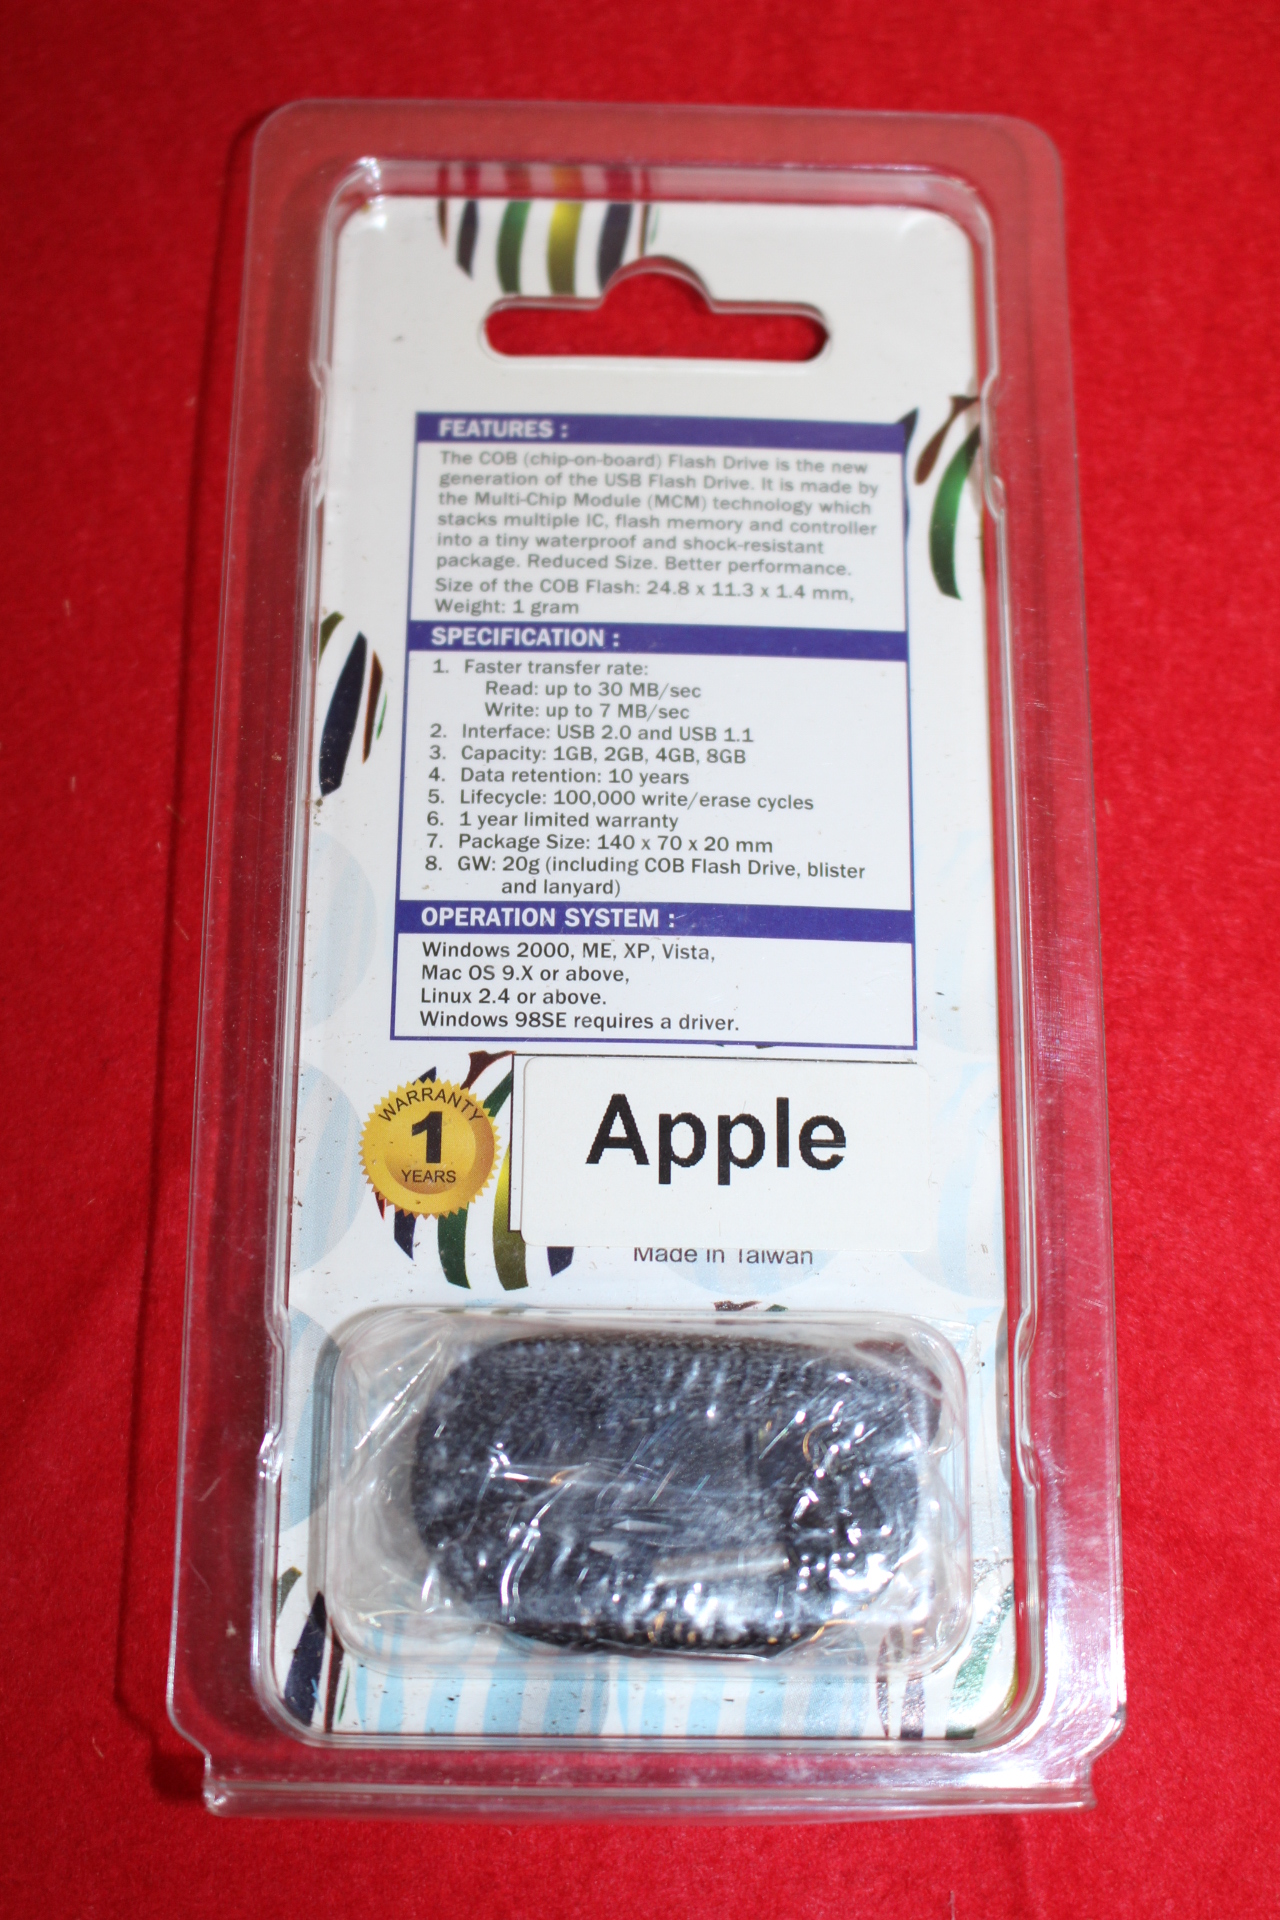 FEATURES :
The COB (chip-on-board) Flash Drive is the new
generation of the USB Flash Drive. It is made by
the Multi-Chip Module (MCM) technology which
stacks multiple IC, flash memory and controller
into a tiny waterproof and shock-resistant
package. Reduced Size. Better performance.
Size of the COB Flash: 24.8 x 11.3 x 1.4 mm,
Weight: 1 gram
SPECIFICATION :
1. Faster transfer rate:
Read: up to 30 MB/sec
Write: up to 7 MB/sec
2. Interface: USB 2.0 and USB 1.1
3. Capacity: 1GB, 2GB, 4GB, 8GB
4. Data retention: 10 years
5. Lifecycle: 100,000 write/erase cycles
6. 1 year limited warranty
7. Package Size: 140 x 70 x 20 mm
8. GW: 20g (including COB Flash Drive, blister
and lanyard)
OPERATION SYSTEM :
Windows 2000, ME, XP, Vista,
Mac OS 9.X or above,
Linux 2.4 or above.
Windows 98SE requires a driver.
WARRANTY
1
YEARS
Apple
Made in Taiwan